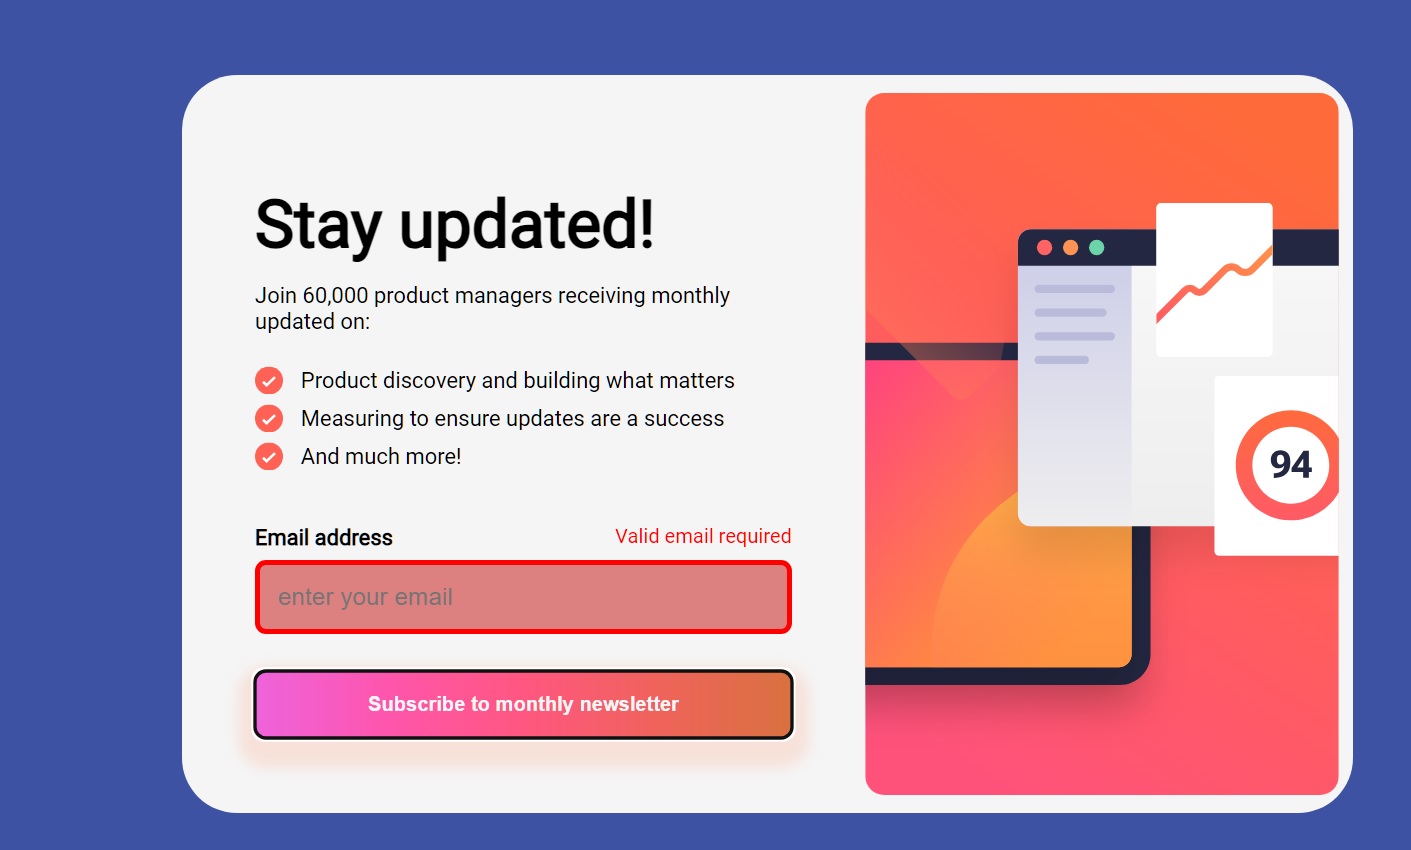 Stay updated!
Join 60,000 product managers receiving monthly
updated on:
Product discovery and building what matters
Measuring to ensure updates are a success
And much more!
Email address
Valid email required
enter your email
Subscribe to monthly newsletter
94